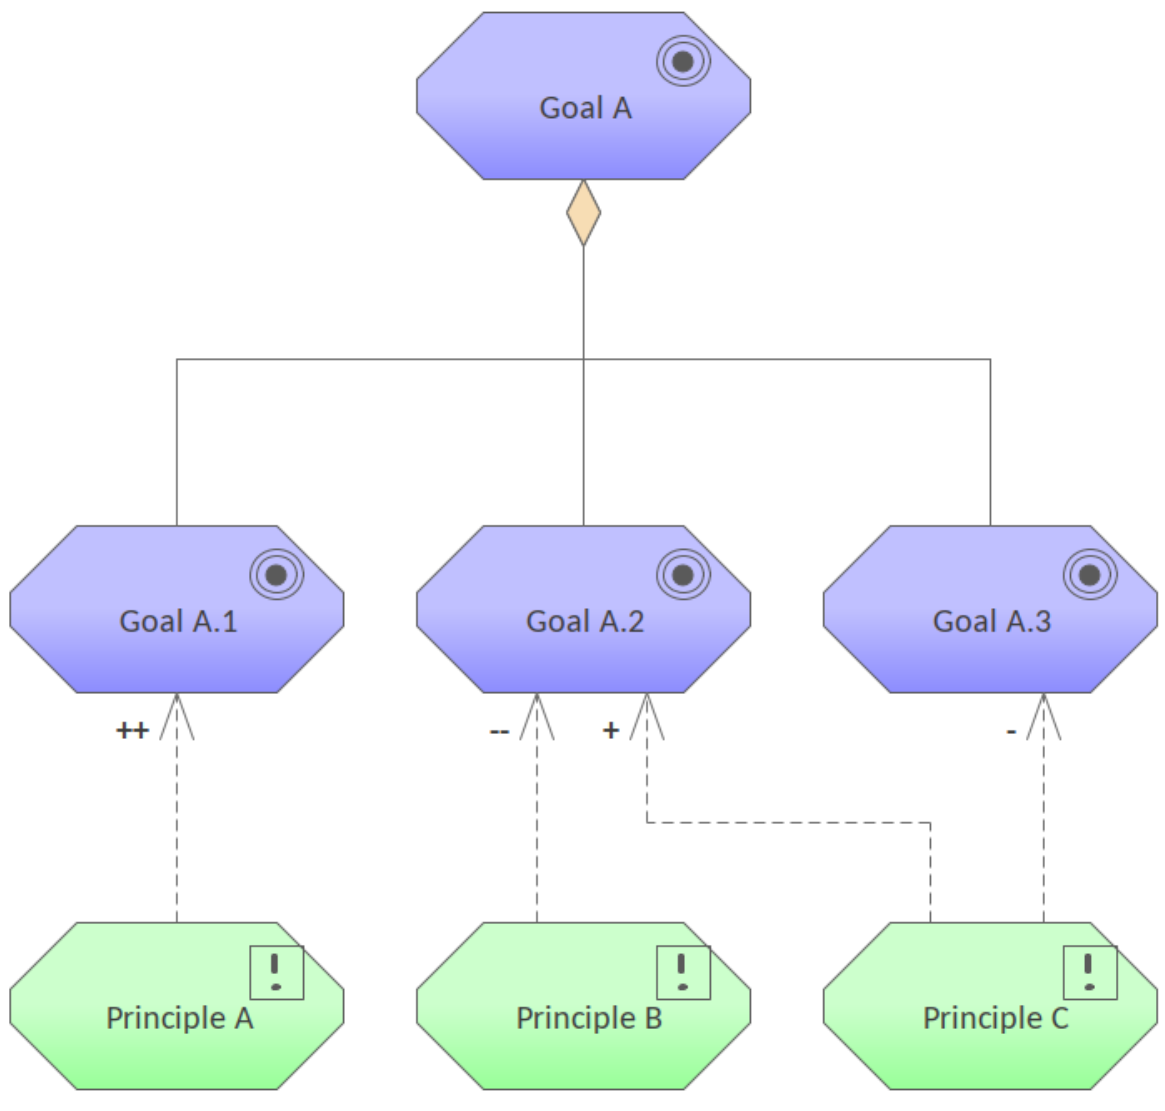 Goal A
Goal A.1
Goal A.2
Goal A.3
++
--
+
-
Principle A
Principle B
Principle C